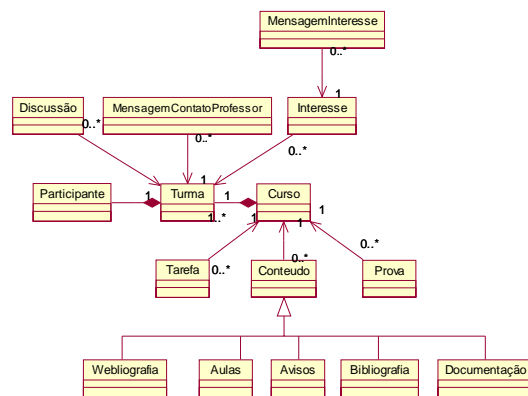 MensagemInteresse
0..*
1
Discussão
MensagemContatoProfessor
Interesse
0..*
0..*
0..*
1
Participante
1
Turma
1
Curso
1..*
1
1
1
Tarefa
0..*
Conteudo
0..*
Prova
0..*
Webliografia
Aulas
Avisos
Bibliografia
Documentação